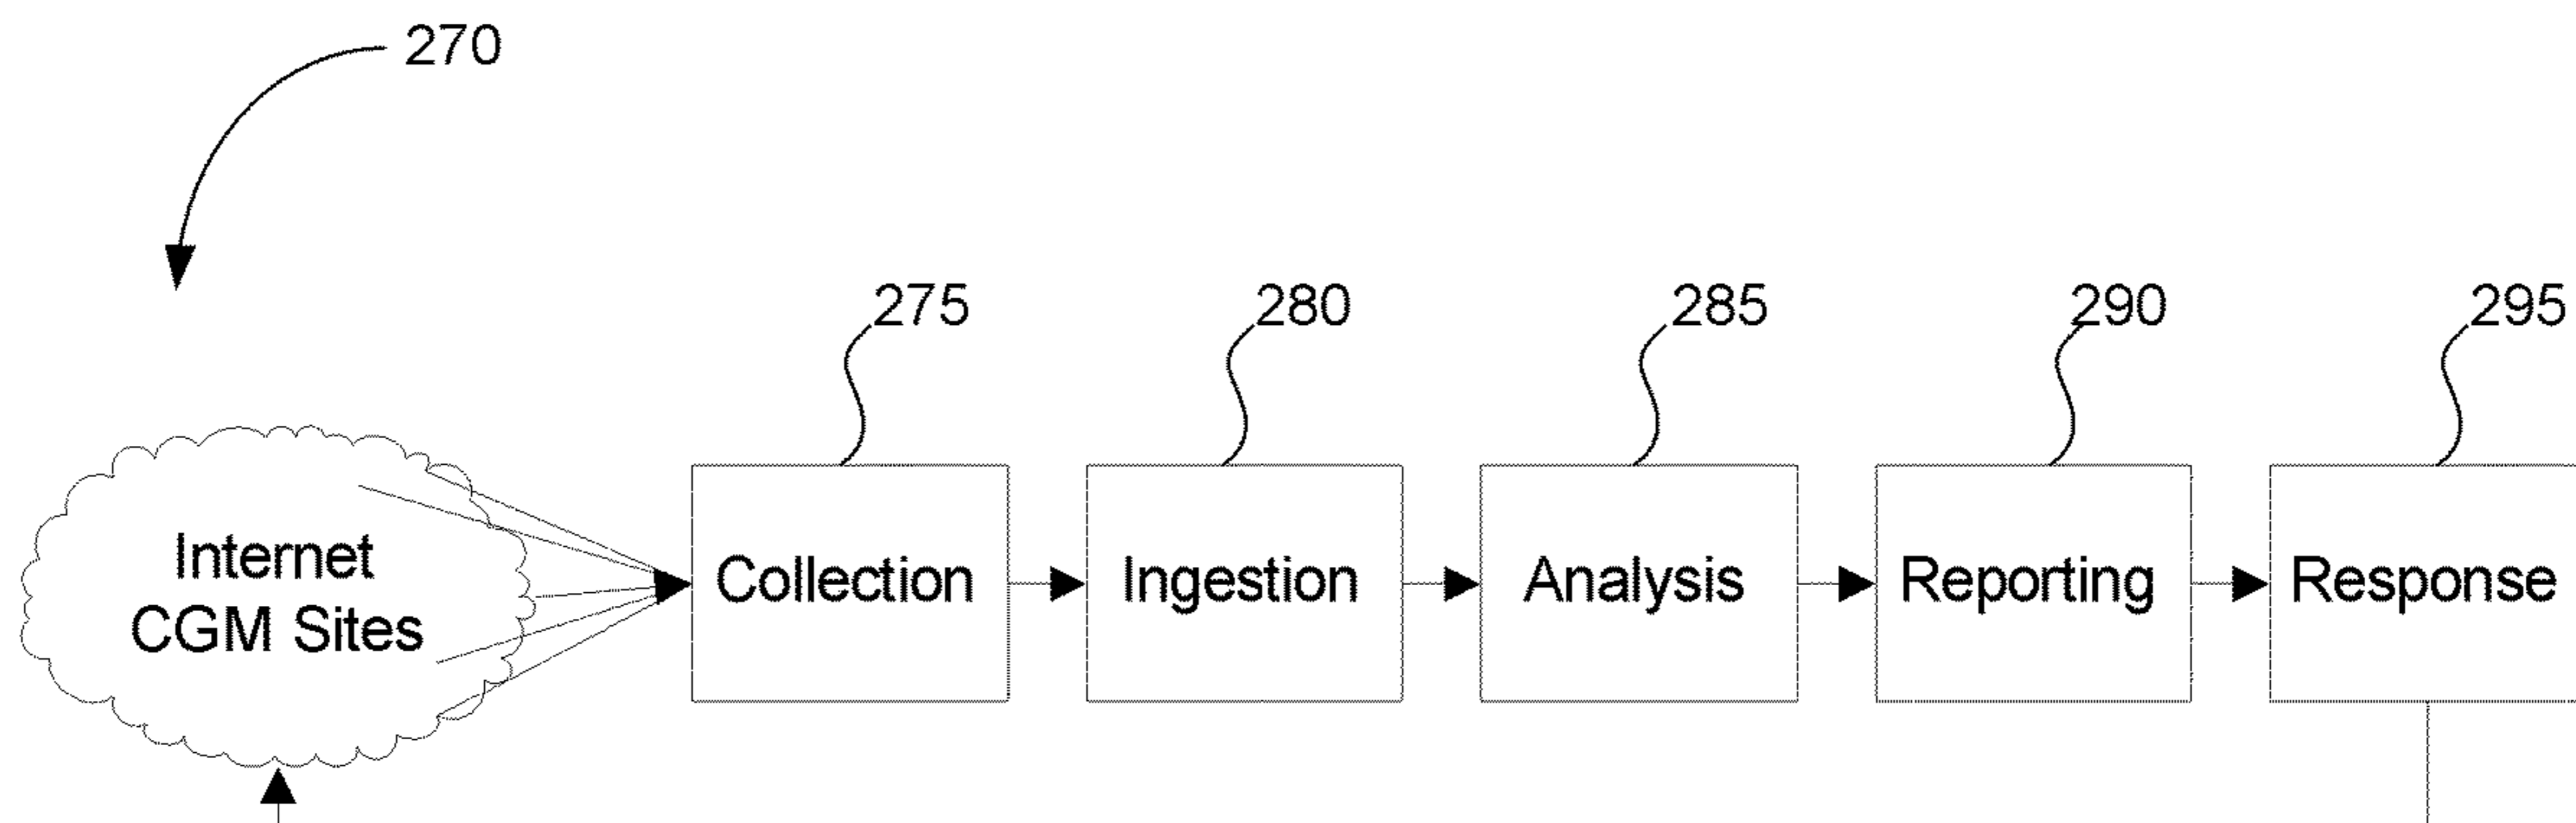 270
275
280
285
290
295
Internet
CGM Sites
Collection
Ingestion
Analysis
Reporting
Response